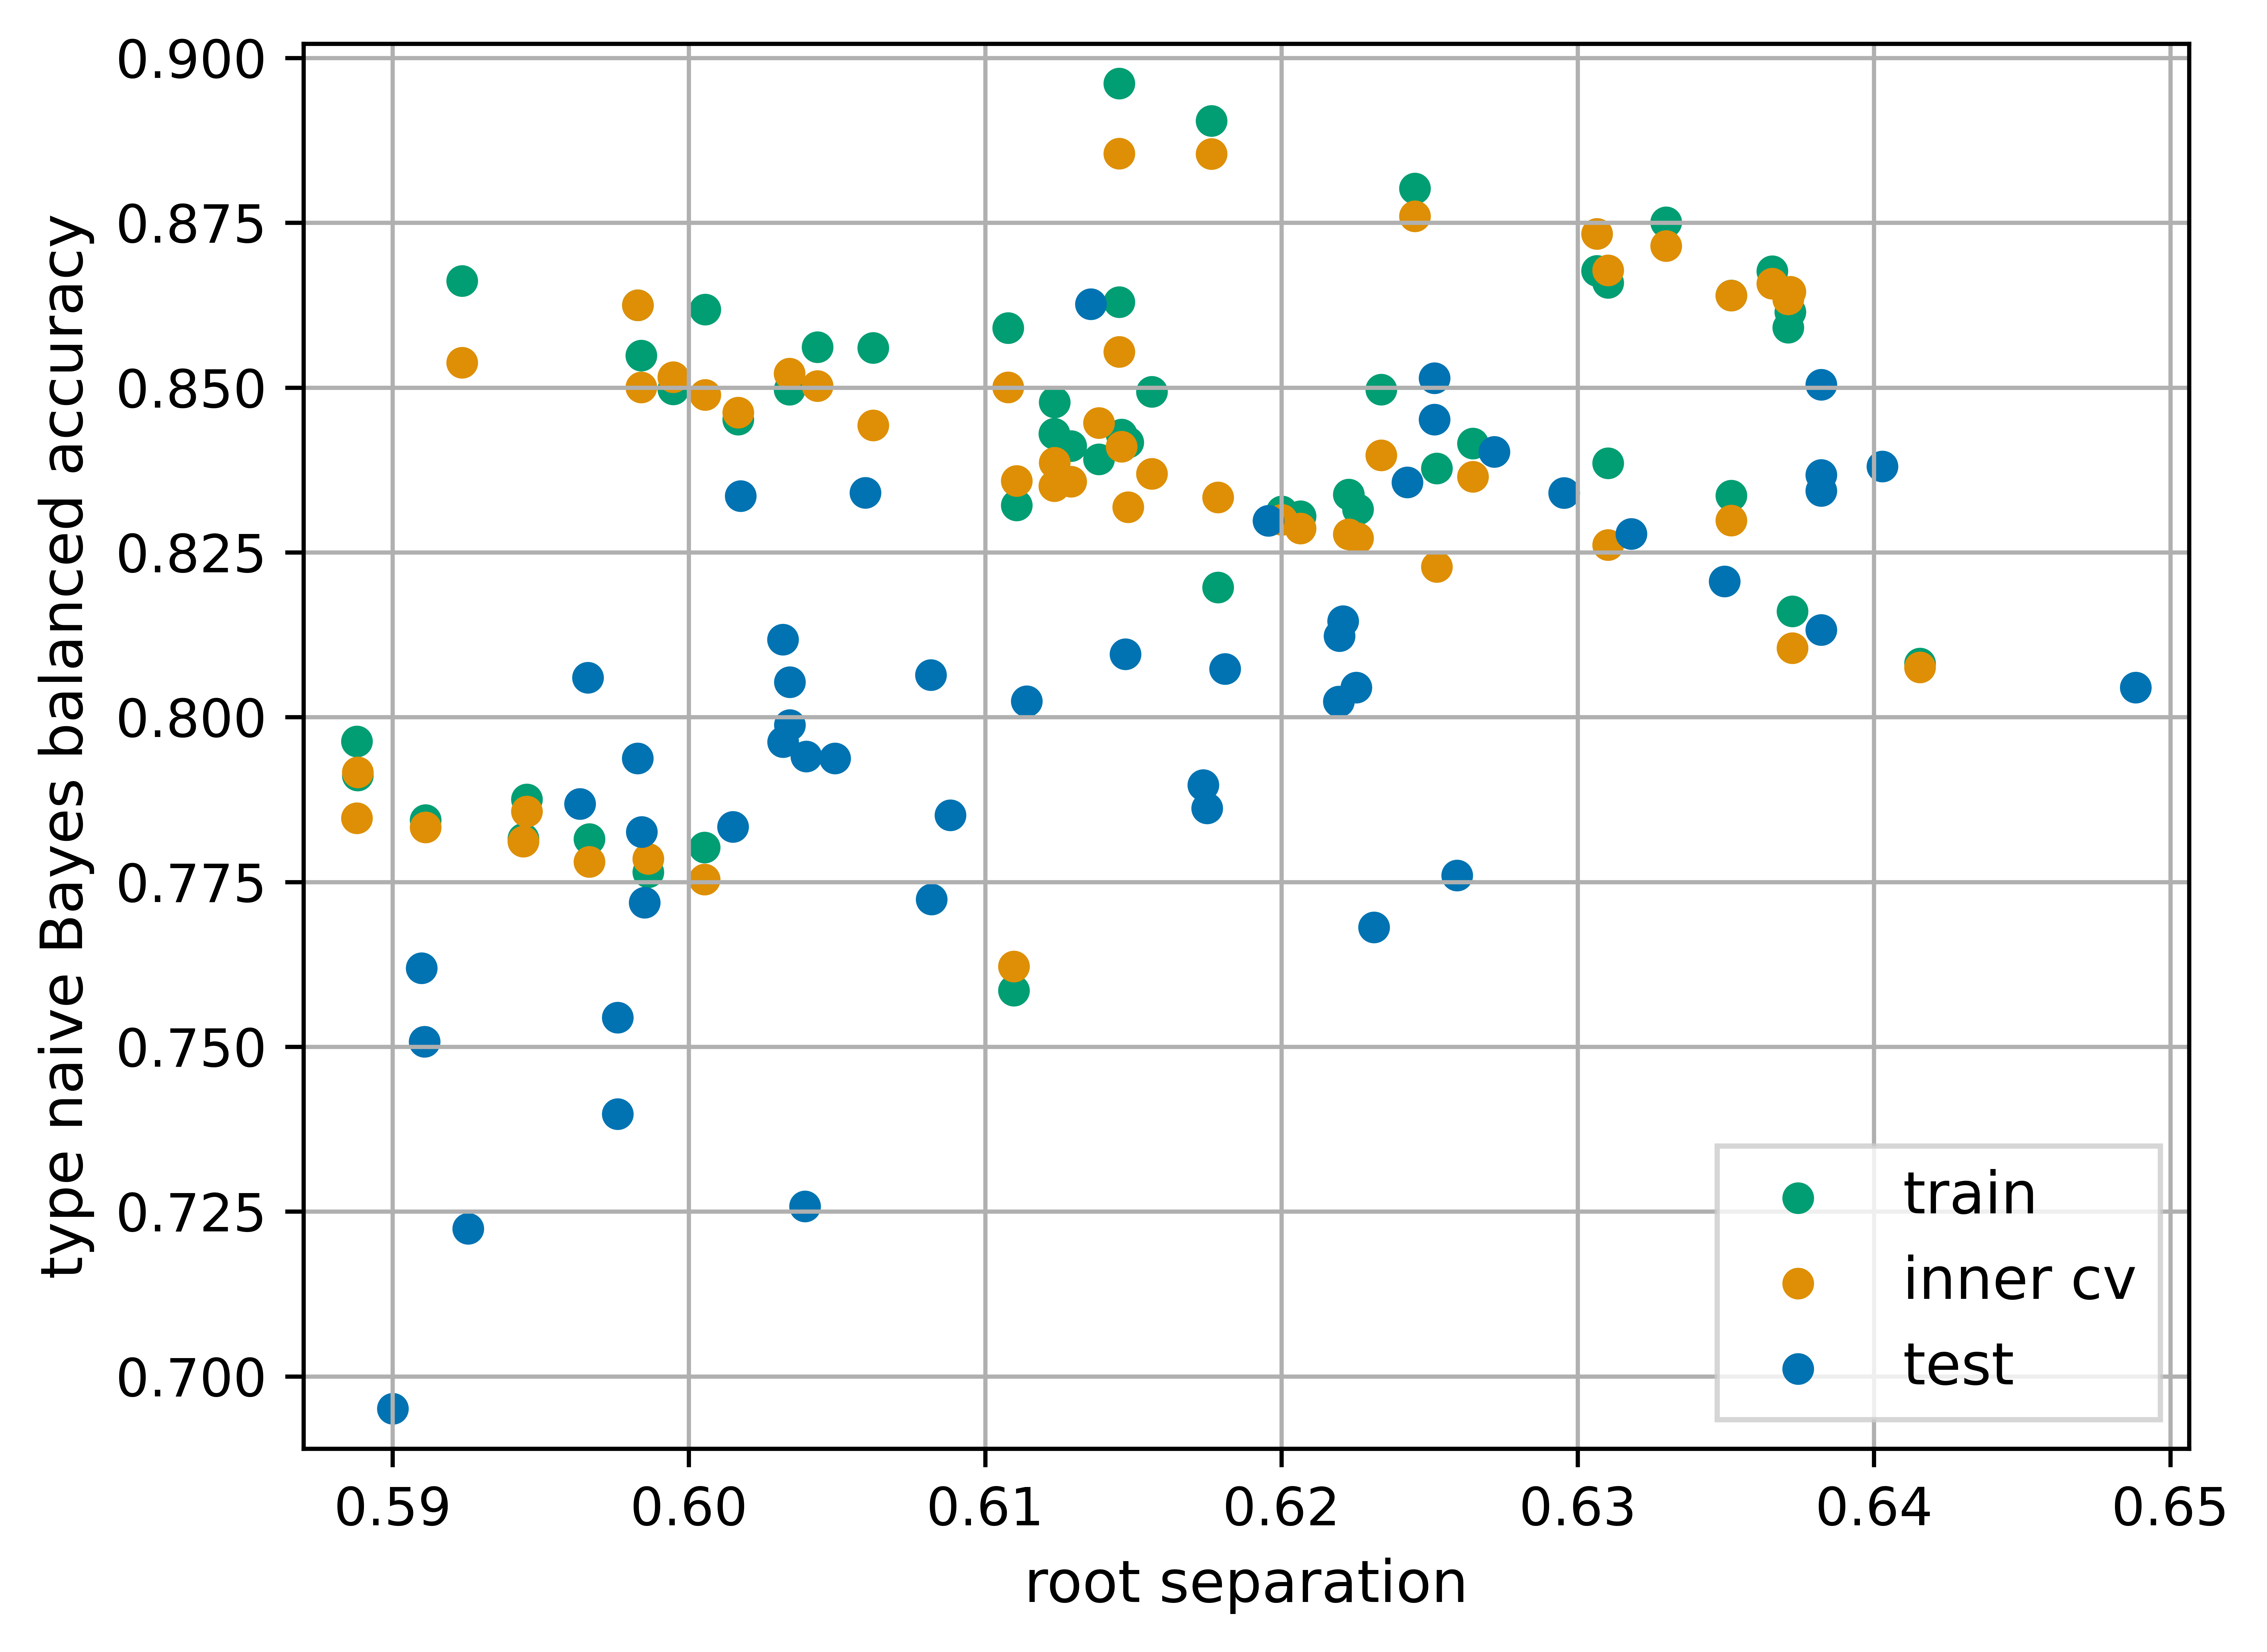 type naive Bayes balanced accuracy
0.900
0.875
0.850
0.825
0.800
0.775
0.750
0.725
0.700
train
inner cv
test
0.59 0.60 0.61 0.62 0.63 0.64 0.65
root separation